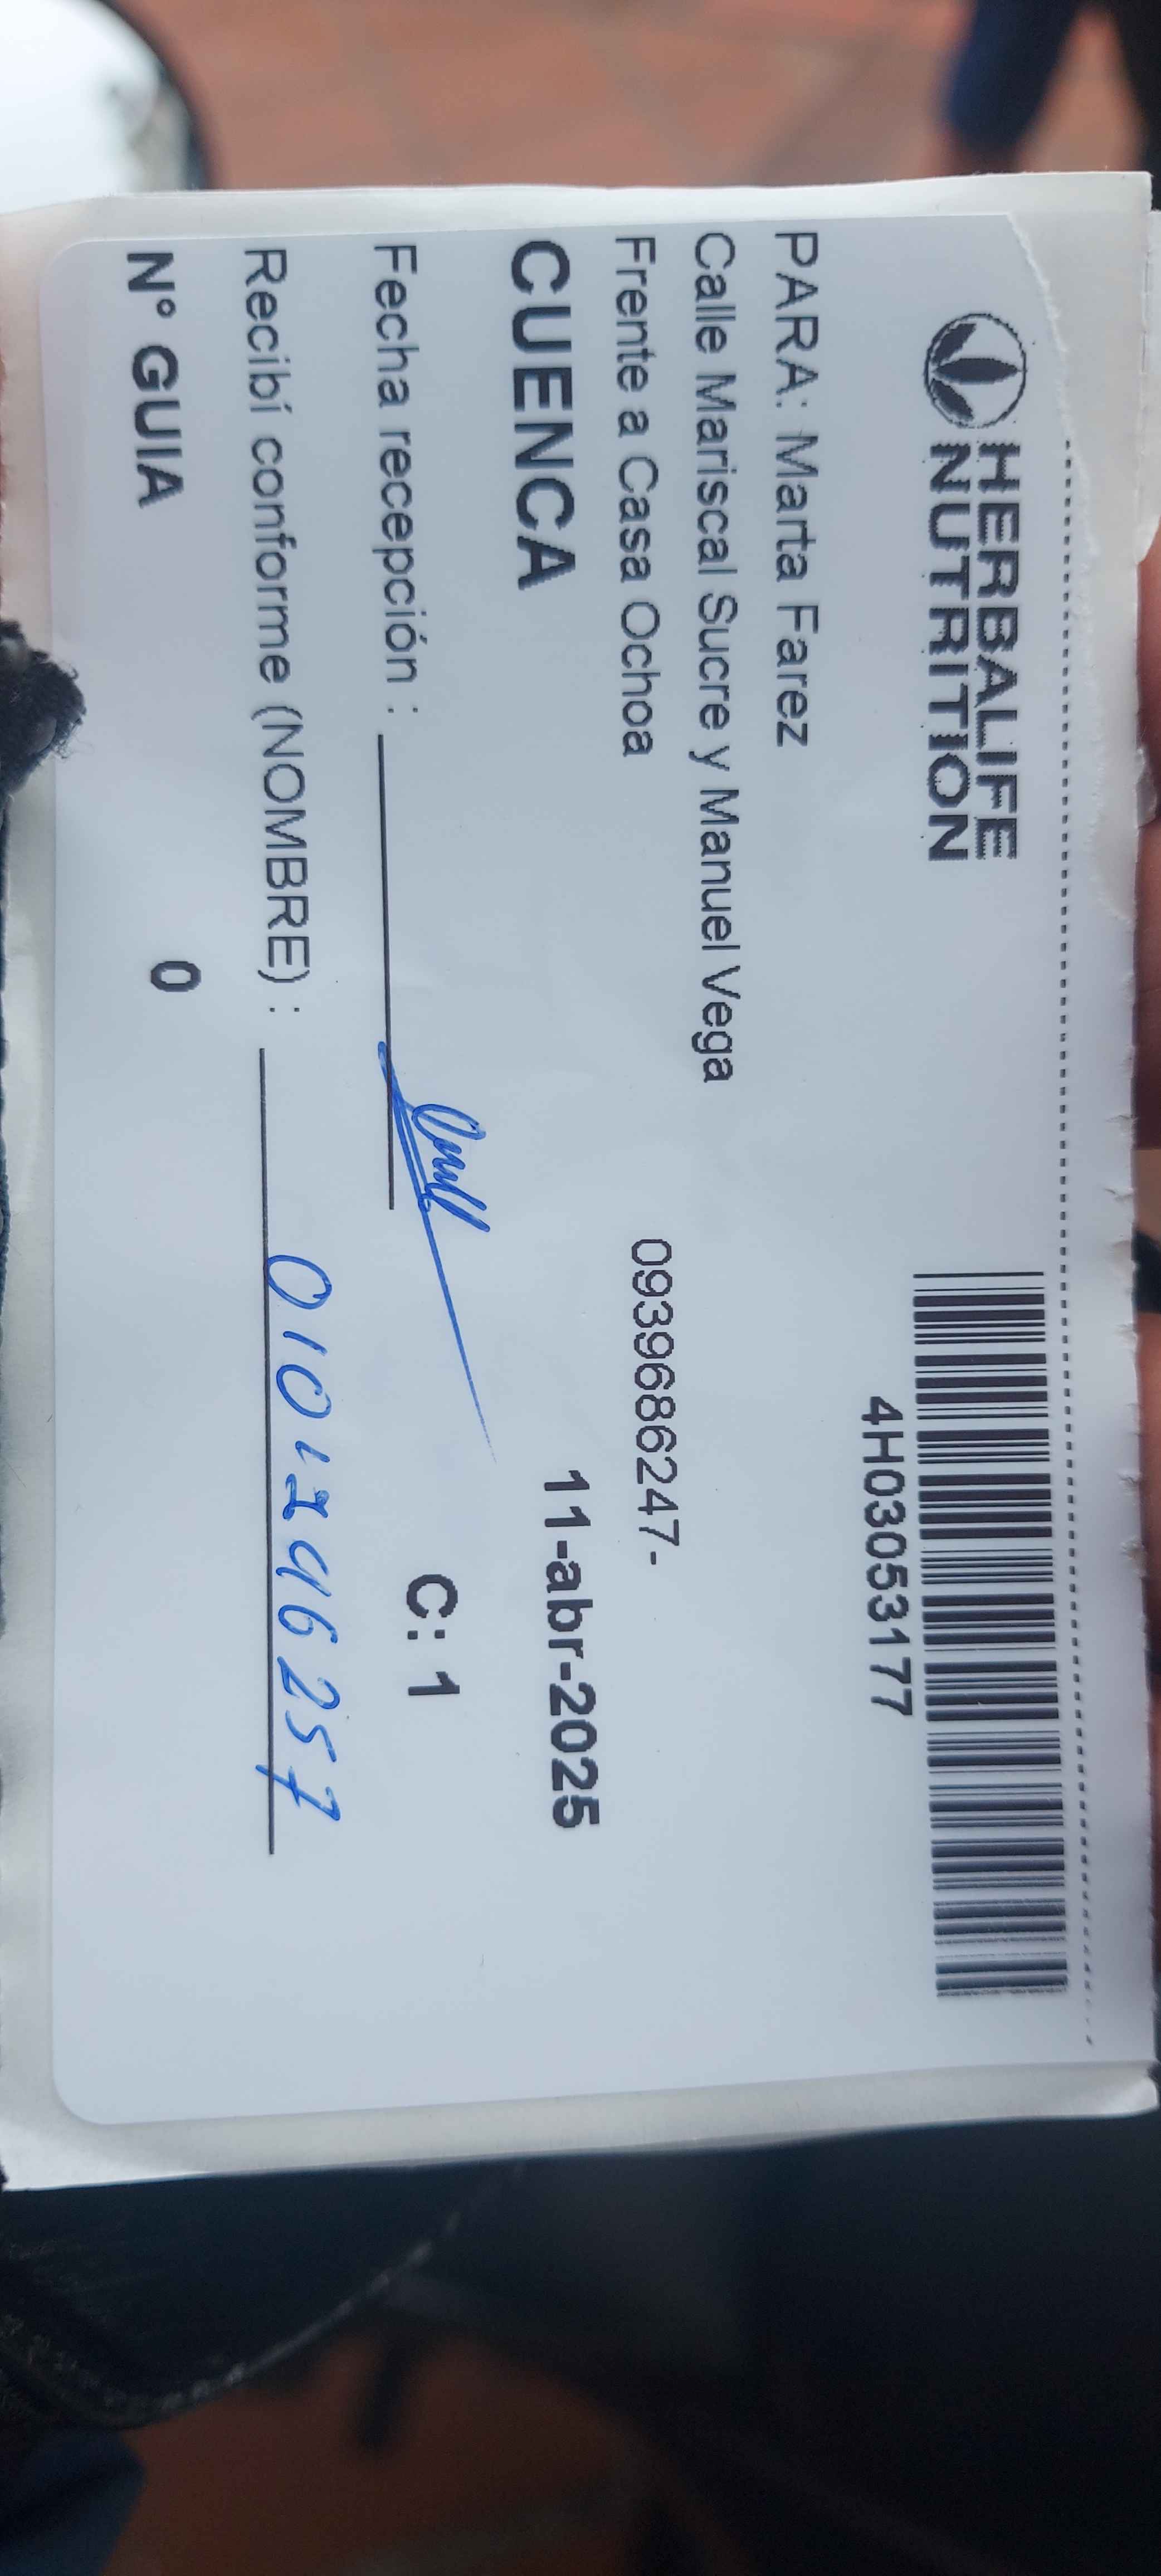 HERBALIFE
NUTRITION
4H03053177
PARA: Marta Farez
Calle Mariscal Sucre y Manuel Vega
Frente a Casa Ochoa 0939686247-
CUENCA 11-abr-2025
Fecha recepción : C: 1
Recibí conforme (NOMBRE) :
N° GUIA 0